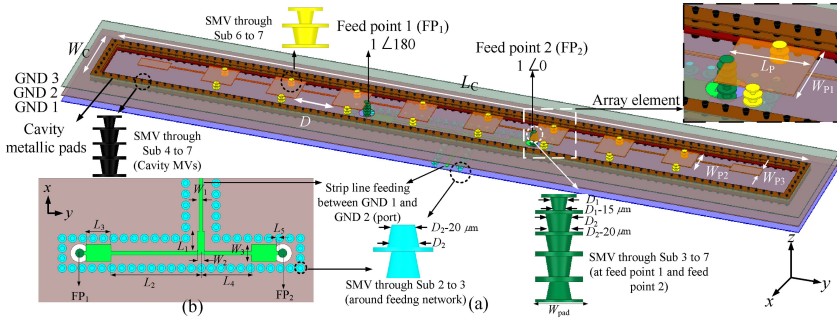 SMV through
Sub 6 to 7
Feed point 1 (FP1)
1 ∠180
Feed point 2 (FP2)
1 ∠0
WC
LC
LP
WP1
GND 3
GND 2
GND 1
Array element
Cavity
metallic pads
SMV through
Sub 4 to 7
(Cavity MVs)
D
WP2
WP3
Strip line feeding
between GND 1 and
GND 2 (port)
D1
D1-15 μm
D2
D2-20 μm
D2-20 μm
D2
SMV through Sub 3 to 7
(at feed point 1 and feed
point 2)
Wpad
SMV through Sub 2 to 3
(around feedng network)
(a)
z
y
x
x
y
W1
L3
L1
W3
L5
W2
L2
L4
FP1
FP2
(b)